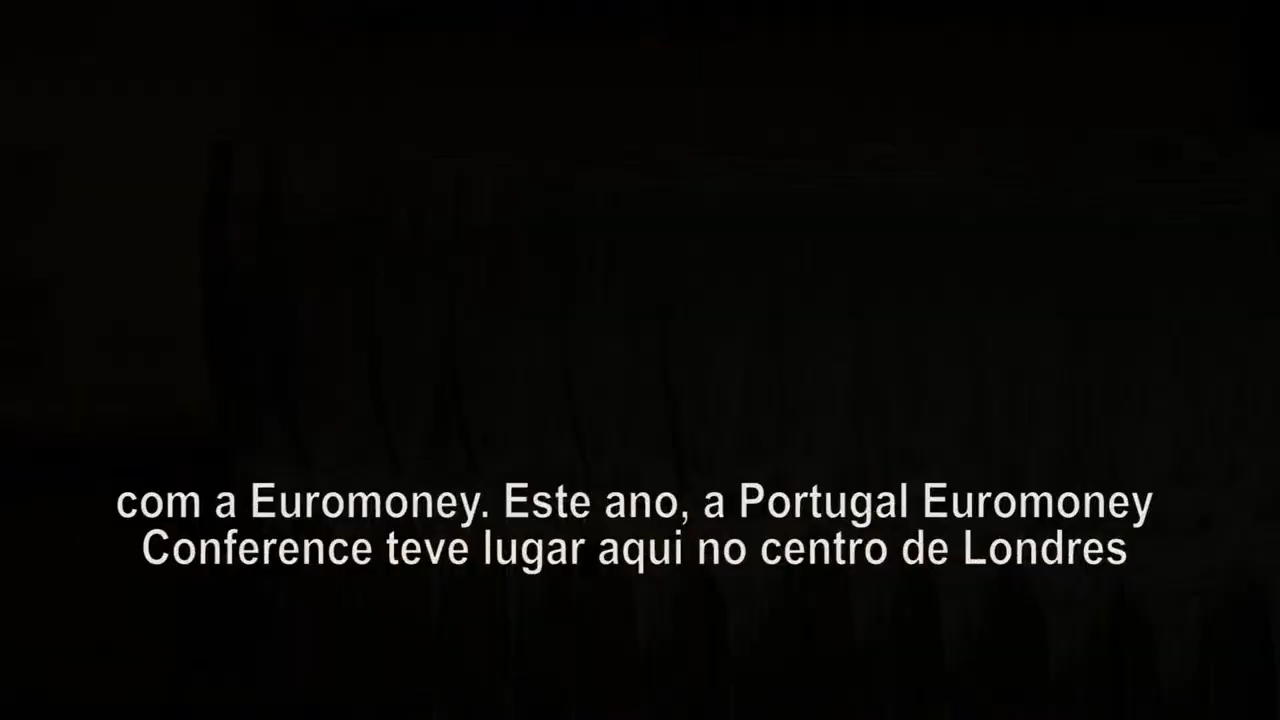 com a Euromoney. Este ano, a Portugal Euromoney
Conference teve lugar aqui no centro de Londres